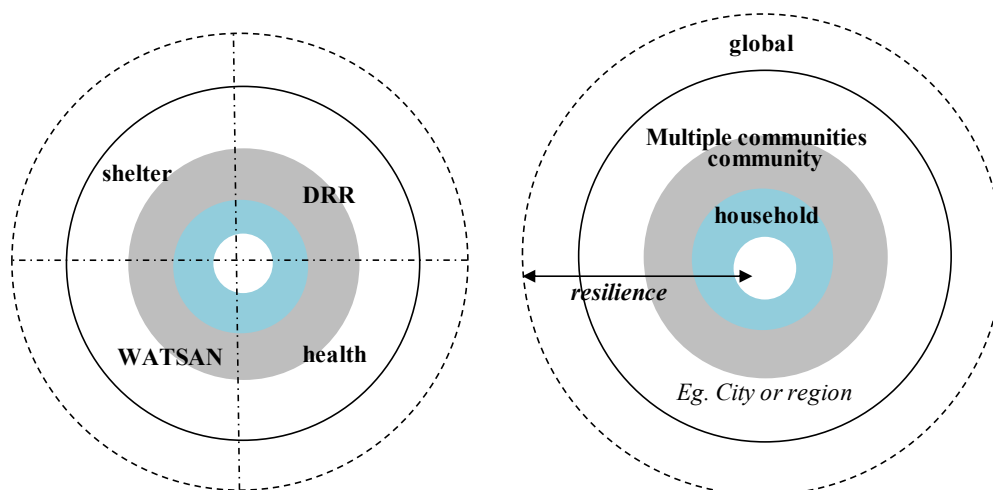 shelter
DRR
WATSAN
health
global
Multiple communities
community
household
resilience
Eg. City or region